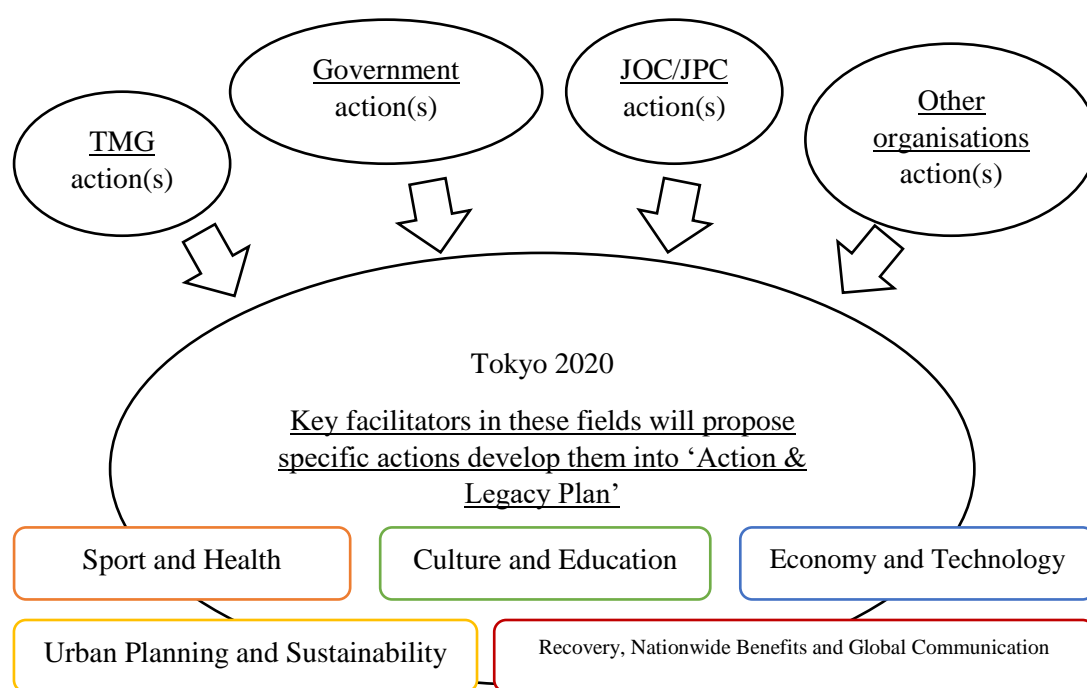 TMG
action(s)
Government
action(s)
JOC/JPC
action(s)
Other
organisations
action(s)
Tokyo 2020
Key facilitators in these fields will propose
specific actions develop them into ‘Action &
Legacy Plan’
Sport and Health
Culture and Education
Economy and Technology
Urban Planning and Sustainability
Recovery, Nationwide Benefits and Global Communication